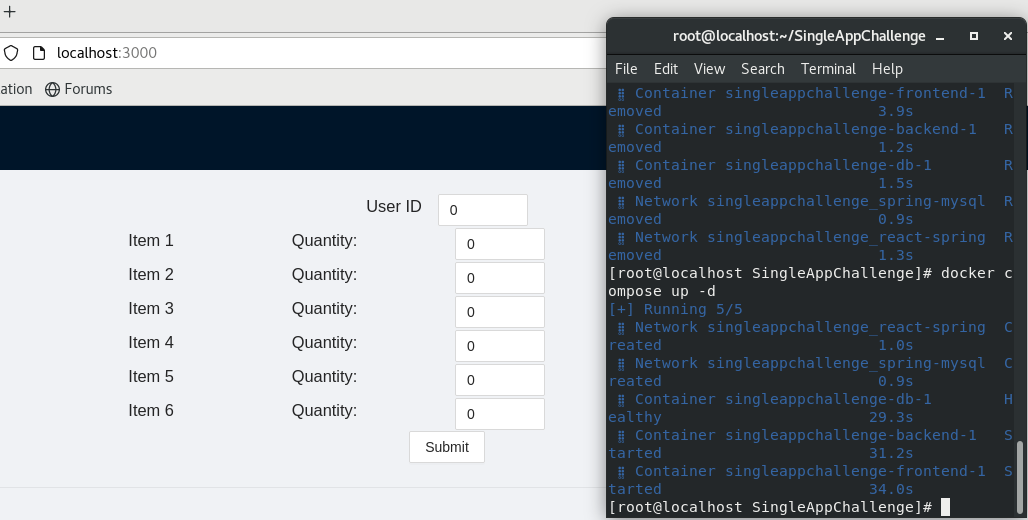 +
localhost:3000
ation Forums
User ID 0
Item 1 Quantity: 0
Item 2 Quantity: 0
Item 3 Quantity: 0
Item 4 Quantity: 0
Item 5 Quantity: 0
Item 6 Quantity: 0
Submit
root@localhost:~/SingleAppChallenge
File Edit View Search Terminal Help
Container singleappchallenge-frontend-1 R
emoved 3.9s
Container singleappchallenge-backend-1 R
emoved 1.2s
Container singleappchallenge-db-1 R
emoved 1.5s
Network singleappchallenge_spring-mysql R
emoved 0.9s
Network singleappchallenge_react-spring R
emoved 1.3s
[root@localhost SingleAppChallenge]# docker c
ompose up -d
[+] Running 5/5
Network singleappchallenge_react-spring C
reated 1.0s
Network singleappchallenge_spring-mysql C
reated 0.9s
Container singleappchallenge-db-1 H
ealthy 29.3s
Container singleappchallenge-backend-1 S
tarted 31.2s
Container singleappchallenge-frontend-1 S
tarted 34.0s
[root@localhost SingleAppChallenge]#